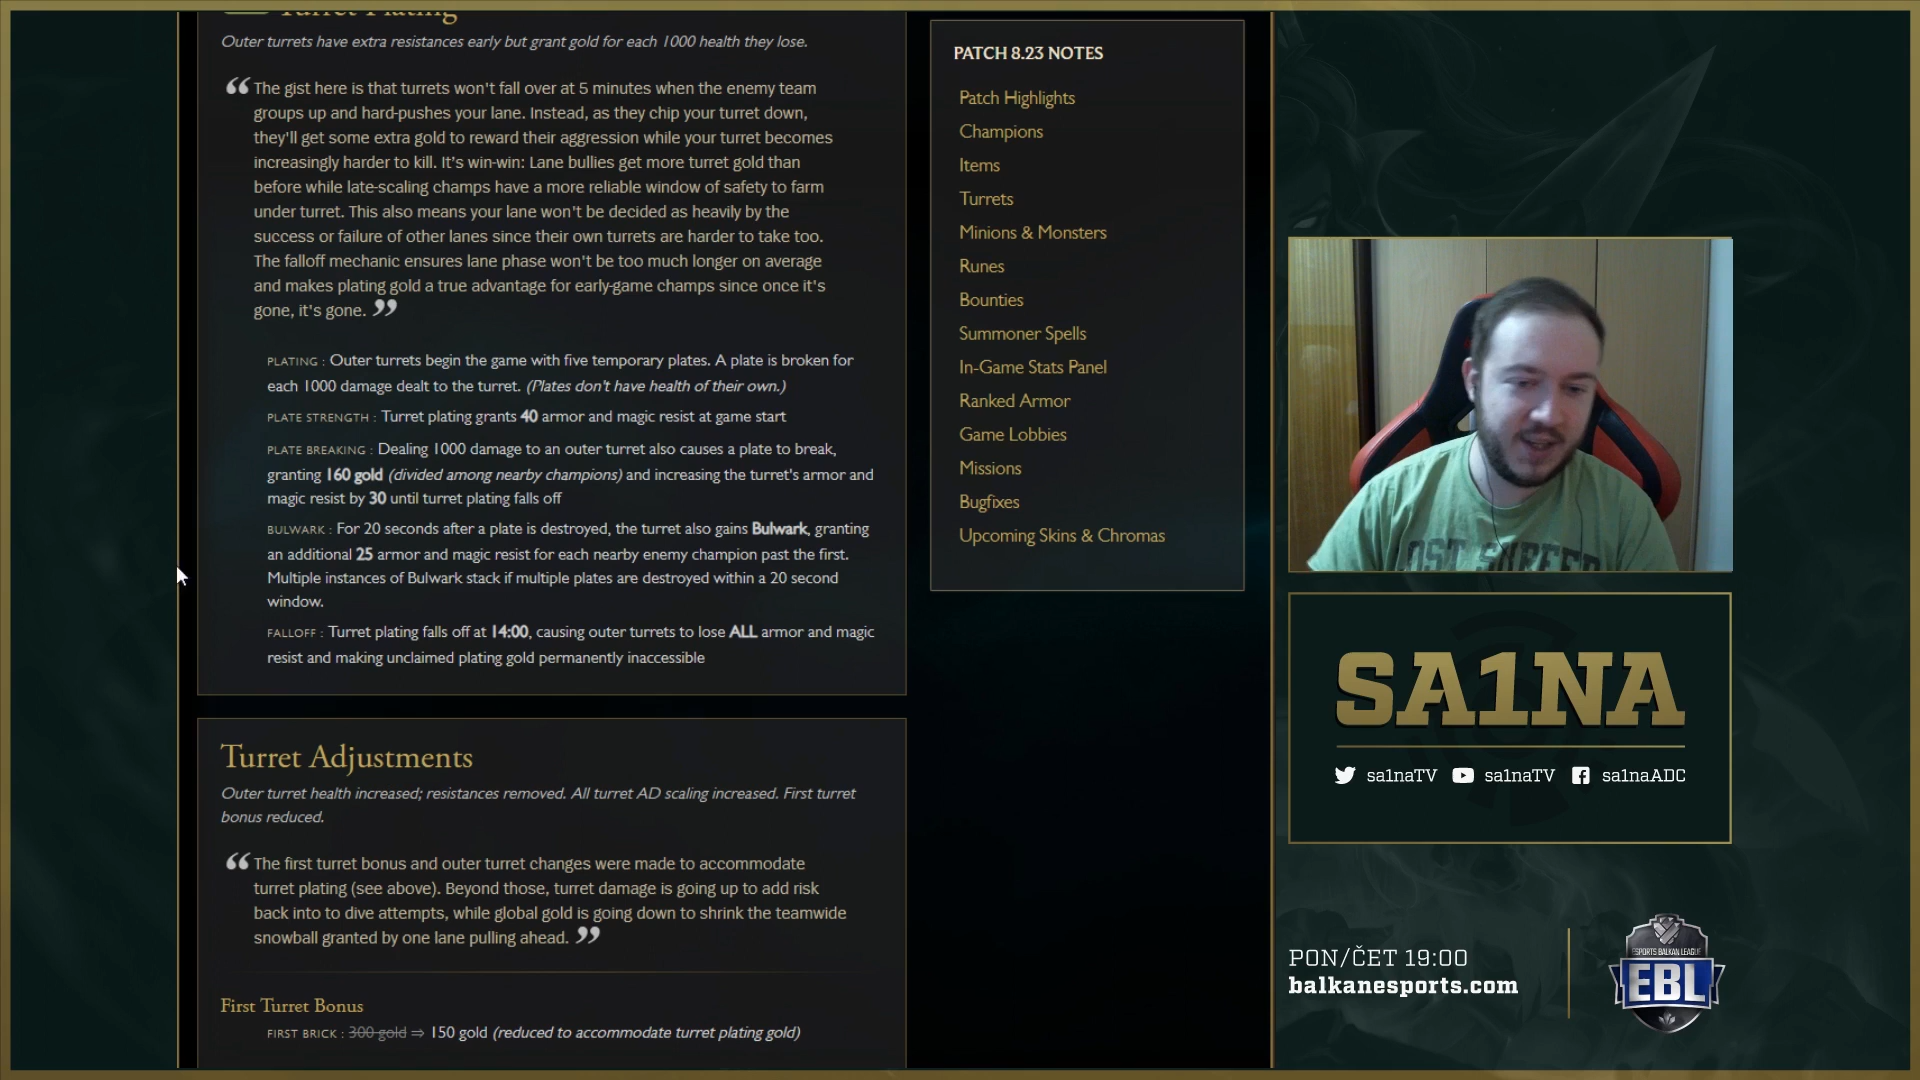 Turret Plating
Outer turrets have extra resistances early but grant gold for each 1000 health they lose.
“ The gist here is that turrets won't fall over at 5 minutes when the enemy team
groups up and hard-pushes your lane. Instead, as they chip your turret down,
they'll get some extra gold to reward their aggression while your turret becomes
increasingly harder to kill. It's win-win: Lane bullies get more turret gold than
before while late-scaling champs have a more reliable window of safety to farm
under turret. This also means your lane won't be decided as heavily by the
success or failure of other lanes since their own turrets are harder to take too.
The falloff mechanic ensures lane phase won't be too much longer on average
and makes plating gold a true advantage for early-game champs since once it's
gone, it's gone. ”
PLATING : Outer turrets begin the game with five temporary plates. A plate is broken for
each 1000 damage dealt to the turret. (Plates don't have health of their own.)
PLATE STRENGTH : Turret plating grants 40 armor and magic resist at game start
PLATE BREAKING : Dealing 1000 damage to an outer turret also causes a plate to break,
granting 160 gold (divided among nearby champions) and increasing the turret's armor and
magic resist by 30 until turret plating falls off
BULWARK : For 20 seconds after a plate is destroyed, the turret also gains Bulwark, granting
an additional 25 armor and magic resist for each nearby enemy champion past the first.
Multiple instances of Bulwark stack if multiple plates are destroyed within a 20 second
window.
FALLOFF : Turret plating falls off at 14:00, causing outer turrets to lose ALL armor and magic
resist and making unclaimed plating gold permanently inaccessible
Turret Adjustments
Outer turret health increased; resistances removed. All turret AD scaling increased. First turret
bonus reduced.
“ The first turret bonus and outer turret changes were made to accommodate
turret plating (see above). Beyond those, turret damage is going up to add risk
back into to dive attempts, while global gold is going down to shrink the teamwide
snowball granted by one lane pulling ahead. ”
First Turret Bonus
FIRST BRICK : 300 gold ⇒ 150 gold (reduced to accommodate turret plating gold)
PATCH 8.23 NOTES
Patch Highlights
Champions
Items
Turrets
Minions & Monsters
Runes
Bounties
Summoner Spells
In-Game Stats Panel
Ranked Armor
Game Lobbies
Missions
Bugfixes
Upcoming Skins & Chromas
LOST SURFER
SA1NA
sa1naTV sa1naTV sa1naADC
PON/ČET 19:00
balkanesports.com
ESPORTS BALKAN LEAGUE
EBL